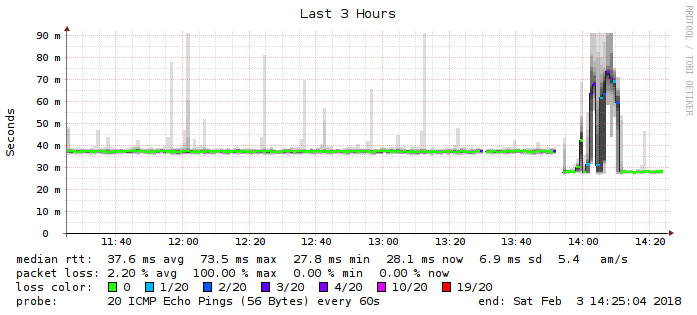 Last 3 Hours
RRDTOOL / TOBI OETIKER
Seconds
90 m
80 m
70 m
60 m
50 m
40 m
30 m
20 m
10 m
0
11:40 12:00 12:20 12:40 13:00 13:20 13:40 14:00 14:20
median rtt: 37.6 ms avg 73.5 ms max 27.8 ms min 28.1 ms now 6.9 ms sd 5.4 am/s
packet loss: 2.20 % avg 100.00 % max 0.00 % min 0.00 % now
loss color: 0 1/20 2/20 3/20 4/20 10/20 19/20
probe: 20 ICMP Echo Pings (56 Bytes) every 60s end: Sat Feb 3 14:25:04 2018